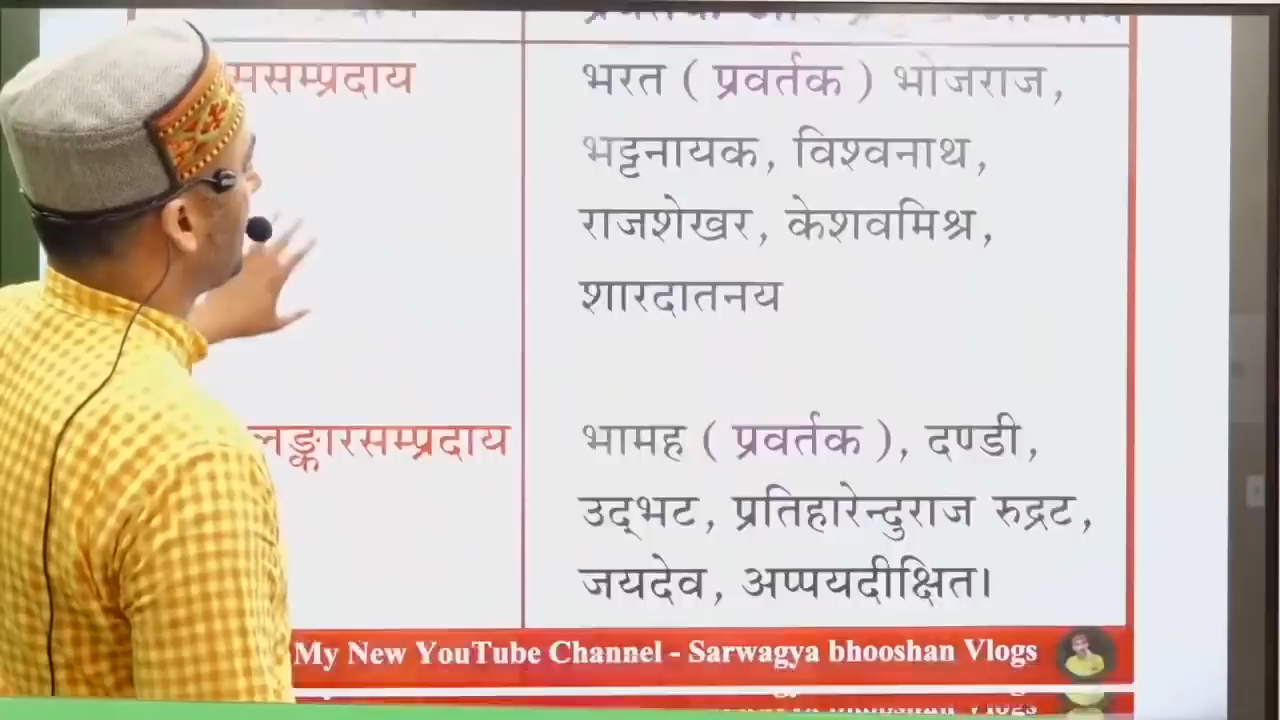 मसम्प्रदाय
भरत ( प्रवर्तक ) भोजराज,
भट्टनायक, विश्वनाथ,
राजशेखर, केशवमिश्र,
शारदातनय
लङ्कारसम्प्रदाय
भामह ( प्रवर्तक ), दण्डी,
उद्भट, प्रतिहारेन्दुराज रुद्रट,
जयदेव, अप्पयदीक्षित।
My New YouTube Channel - Sarwagya bhooshan Vlogs